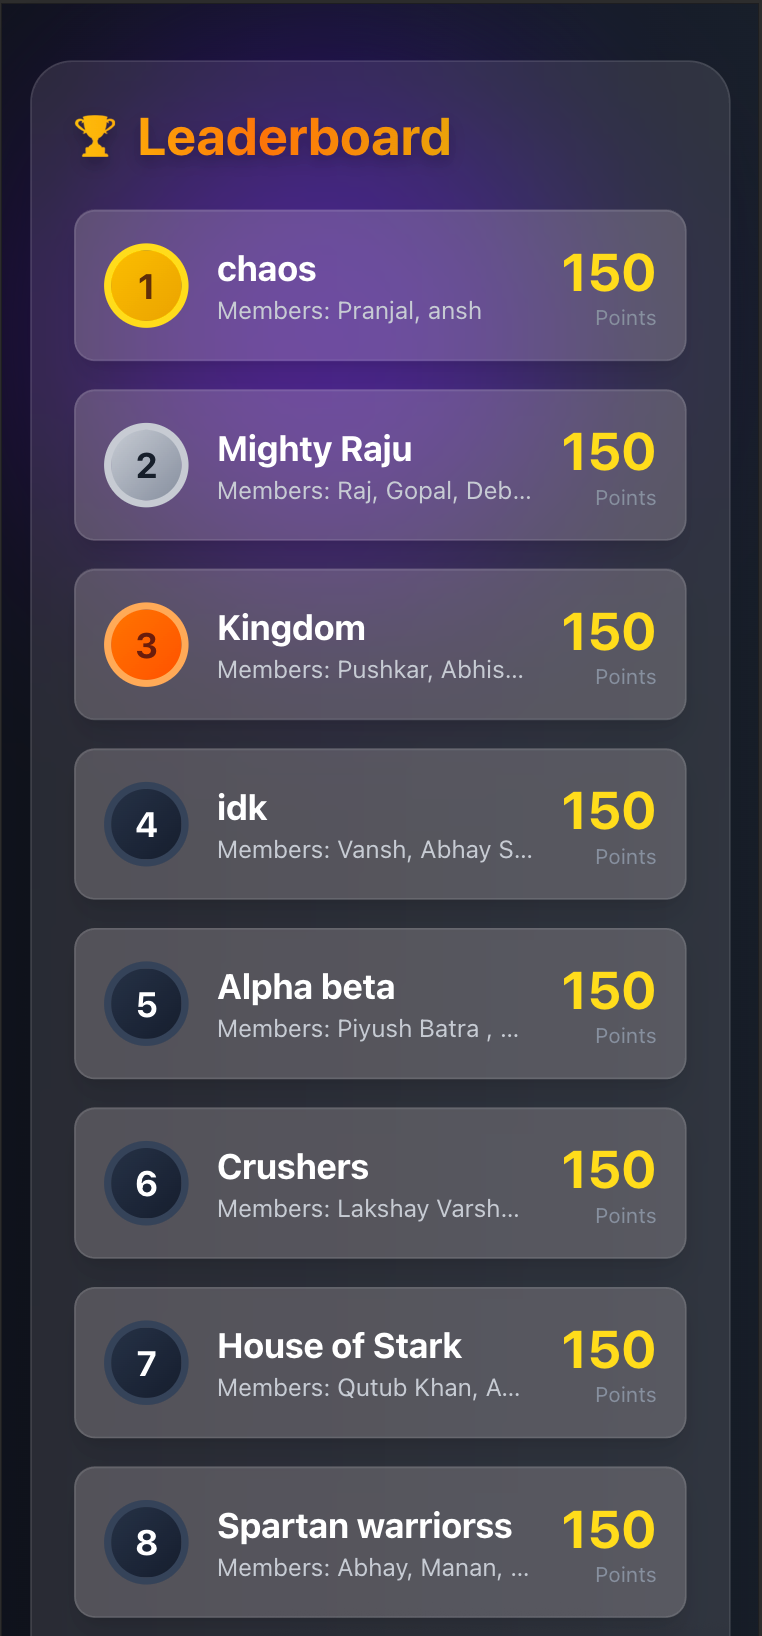 🏆 Leaderboard
1
chaos
Members: Pranjal, ansh
150
Points
2
Mighty Raju
Members: Raj, Gopal, Deb...
150
Points
3
Kingdom
Members: Pushkar, Abhis...
150
Points
4
idk
Members: Vansh, Abhay S...
150
Points
5
Alpha beta
Members: Piyush Batra , ...
150
Points
6
Crushers
Members: Lakshay Varsh...
150
Points
7
House of Stark
Members: Qutub Khan, A...
150
Points
8
Spartan warriorss
Members: Abhay, Manan, ...
150
Points